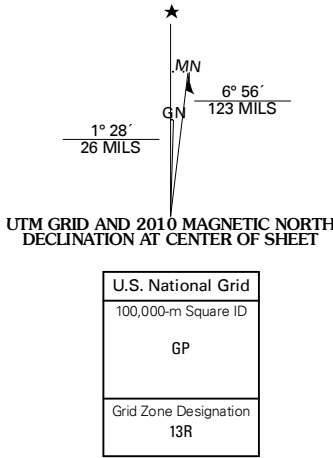 ★
MN
GN
6° 56´
123 MILS
1° 28´
26 MILS
UTM GRID AND 2010 MAGNETIC NORTH
DECLINATION AT CENTER OF SHEET
U.S. National Grid
100,000-m Square ID
GP
Grid Zone Designation
13R